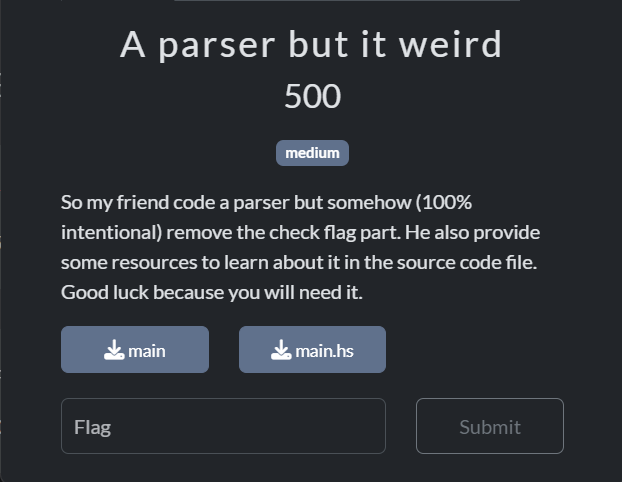 A parser but it weird
500
medium
So my friend code a parser but somehow (100%
intentional) remove the check flag part. He also provide
some resources to learn about it in the source code file.
Good luck because you will need it.
main
main.hs
Flag
Submit